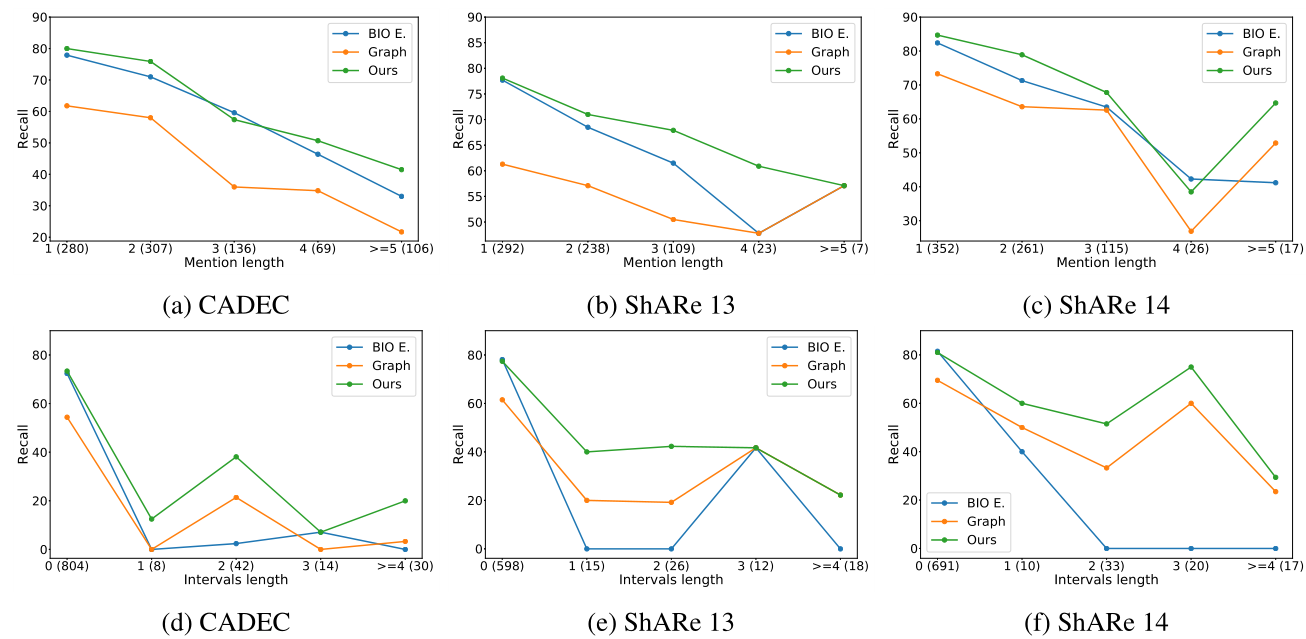 90
80
70
60
50
40
30
20
Recall
BIO E.
Graph
Ours
1 (280) 2 (307) 3 (136) 4 (69) >=5 (106)
Mention length
(a) CADEC
90
85
80
75
70
65
60
55
50
Recall
BIO E.
Graph
Ours
1 (292) 2 (238) 3 (109) 4 (23) >=5 (7)
Mention length
(b) ShARe 13
90
80
70
60
50
40
30
Recall
BIO E.
Graph
Ours
1 (352) 2 (261) 3 (115) 4 (26) >=5 (17)
Mention length
(c) ShARe 14
80
60
40
20
0
Recall
BIO E.
Graph
Ours
0 (804) 1 (8) 2 (42) 3 (14) >=4 (30)
Intervals length
(d) CADEC
80
60
40
20
0
Recall
BIO E.
Graph
Ours
0 (598) 1 (15) 2 (26) 3 (12) >=4 (18)
Intervals length
(e) ShARe 13
80
60
40
20
0
Recall
BIO E.
Graph
Ours
0 (691) 1 (10) 2 (33) 3 (20) >=4 (17)
Intervals length
(f) ShARe 14